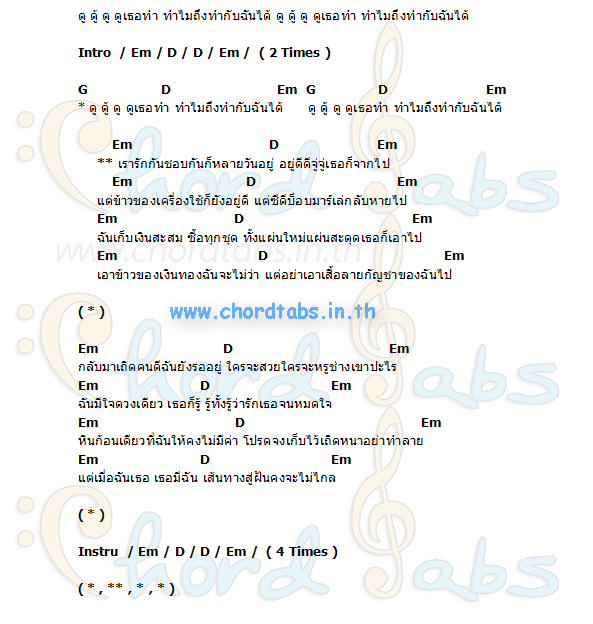 ดู ดู้ ดู ดูเธอทำ ทำไมถึงทำกับฉันได้ ดู ดู้ ดู ดูเธอทำ ทำไมถึงทำกับฉันได้
Intro / Em / D / D / Em / ( 2 Times )
G D Em G D Em
* ดู ดู้ ดู ดูเธอทำ ทำไมถึงทำกับฉันได้ ดู ดู้ ดู ดูเธอทำ ทำไมถึงทำกับฉันได้
Em D Em
** เรารักกันชอบกันก็หลายวันอยู่ อยู่ดีดีจู่จู่เธอก็จากไป
Em D Em
แต่ข้าวของเครื่องใช้ก็ยังอยู่ดี แต่ซีดีบ็อบมาร์เล่กลับหายไป
Em D Em
ฉันเก็บเงินสะสม ซื้อทุกชุด ทั้งแผ่นใหม่แผ่นสะดุดเธอก็เอาไป
www.chordtabs.in.th
Em D Em
เอาข้าวของเงินทองฉันจะไม่ว่า แต่อย่าเอาเสื้อลายกัญชาของฉันไป
( * )
www.chordtabs.in.th
Em D Em
กลับมาเถิดคนดีฉันยังรออยู่ ใครจะสวยใครจะหรูช่างเขาปะไร
Em D Em
ฉันมีใจดวงเดียว เธอก็รู้ รู้ทั้งรู้ว่ารักเธอจนหมดใจ
Em D Em
หินก้อนเดียวที่ฉันให้คงไม่มีค่า โปรดจงเก็บไว้เถิดหนาอย่าทำลาย
Em D Em
แต่เมื่อฉันเธอ เธอมีฉัน เส้นทางสู่ฝันคงจะไม่ไกล
( * )
Instru / Em / D / D / Em / ( 4 Times )
( * , ** , * , * )